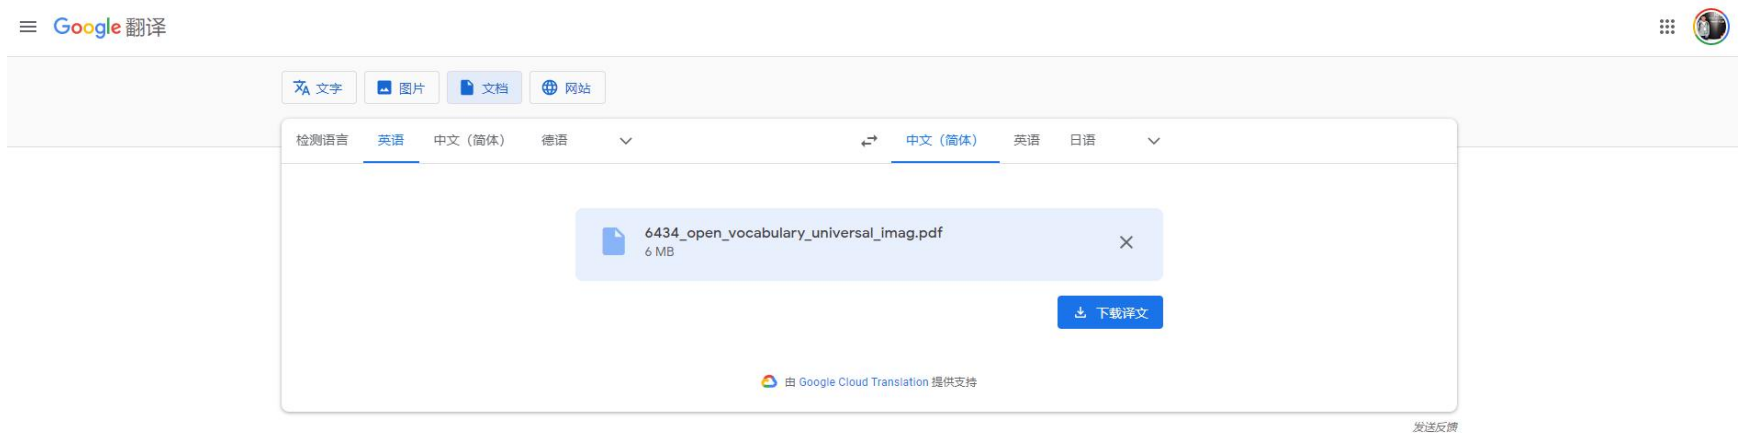 Google 翻译
文字 图片 文档 网站
检测语言 英语 中文（简体） 德语 中文（简体） 英语 日语
6434_open_vocabulary_universal_imag.pdf
6 MB
下载译文
由 Google Cloud Translation 提供支持
发送反馈